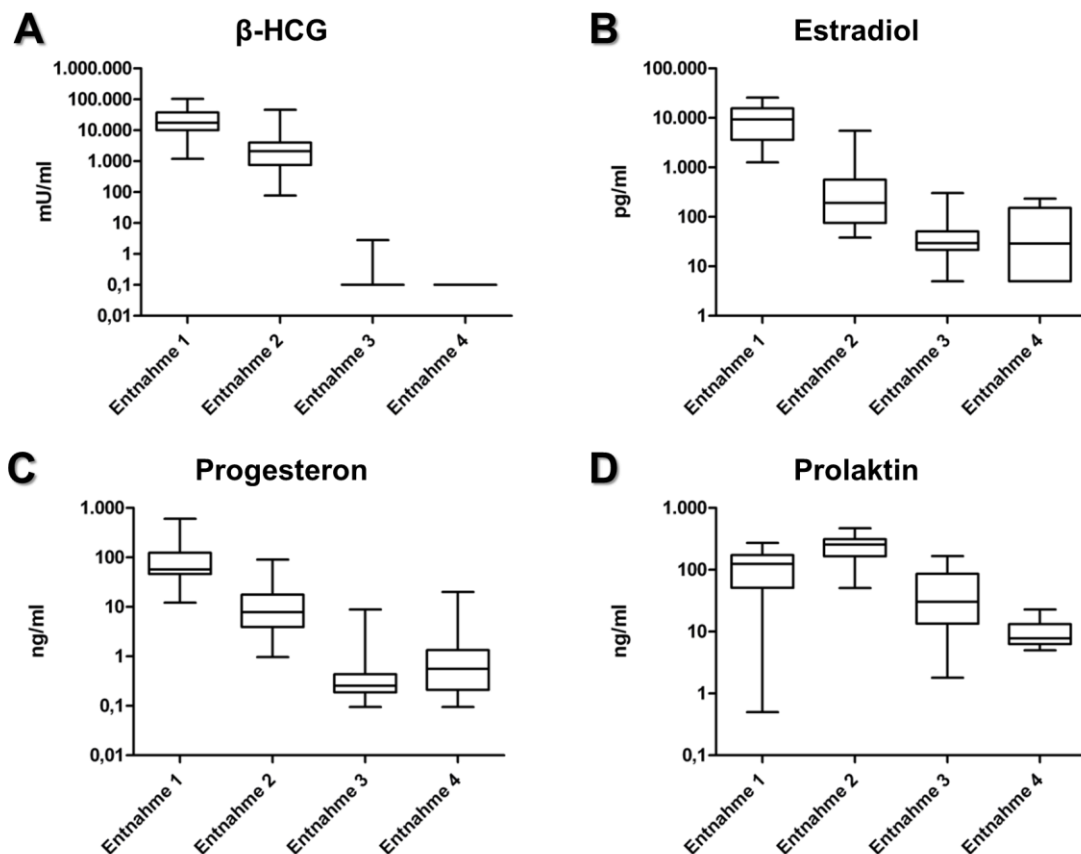 A
β-HCG
mU/ml
1.000.000
100.000
10.000
1.000
100
10
1
0,1
0,01
Entnahme 1
Entnahme 2
Entnahme 3
Entnahme 4
B
Estradiol
pg/ml
100.000
10.000
1.000
100
10
1
Entnahme 1
Entnahme 2
Entnahme 3
Entnahme 4
C
Progesteron
ng/ml
1.000
100
10
1
0,1
0,01
Entnahme 1
Entnahme 2
Entnahme 3
Entnahme 4
D
Prolaktin
ng/ml
1.000
100
10
1
0,1
Entnahme 1
Entnahme 2
Entnahme 3
Entnahme 4